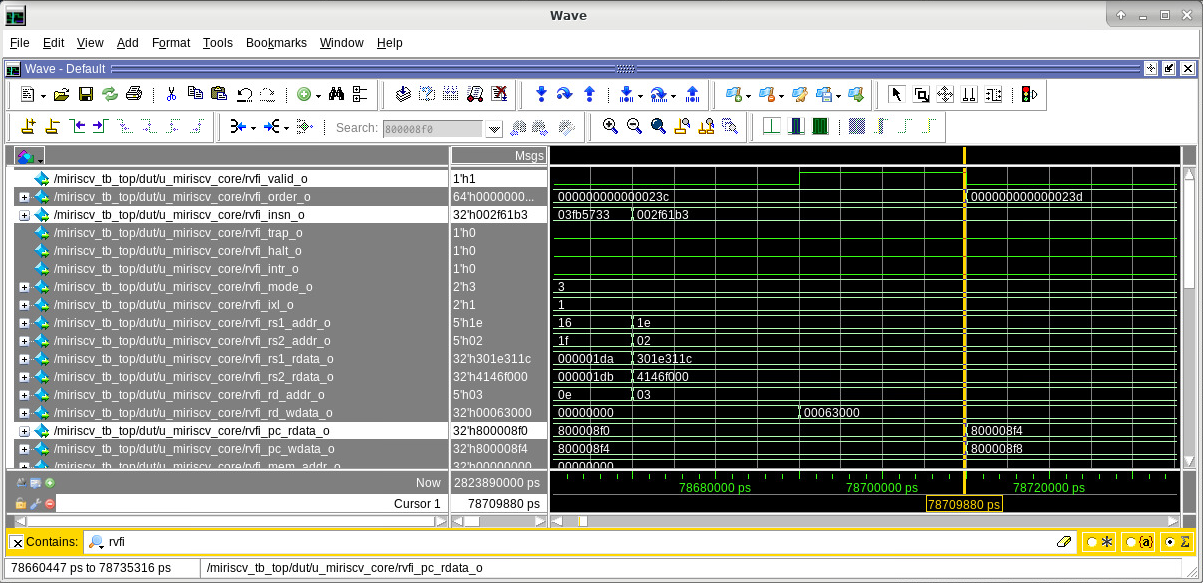 Wave
File Edit View Add Format Tools Bookmarks Window Help
Wave - Default
Search: 800008f0
Msgs
/miriscv_tb_top/dut/u_miriscv_core/rvfi_valid_o 1'h1
/miriscv_tb_top/dut/u_miriscv_core/rvfi_order_o 64'h0000000... 000000000000023c 000000000000023d
/miriscv_tb_top/dut/u_miriscv_core/rvfi_insn_o 32'h002f61b3 03fb5733 002f61b3
/miriscv_tb_top/dut/u_miriscv_core/rvfi_trap_o 1'h0
/miriscv_tb_top/dut/u_miriscv_core/rvfi_halt_o 1'h0
/miriscv_tb_top/dut/u_miriscv_core/rvfi_intr_o 1'h0
/miriscv_tb_top/dut/u_miriscv_core/rvfi_mode_o 2'h3 3
/miriscv_tb_top/dut/u_miriscv_core/rvfi_ixl_o 2'h1 1
/miriscv_tb_top/dut/u_miriscv_core/rvfi_rs1_addr_o 5'h1e 16 1e
/miriscv_tb_top/dut/u_miriscv_core/rvfi_rs2_addr_o 5'h02 1f 02
/miriscv_tb_top/dut/u_miriscv_core/rvfi_rs1_rdata_o 32'h301e311c 000001da 301e311c
/miriscv_tb_top/dut/u_miriscv_core/rvfi_rs2_rdata_o 32'h4146f000 000001db 4146f000
/miriscv_tb_top/dut/u_miriscv_core/rvfi_rd_addr_o 5'h03 0e 03
/miriscv_tb_top/dut/u_miriscv_core/rvfi_rd_wdata_o 32'h00063000 00000000 00063000
/miriscv_tb_top/dut/u_miriscv_core/rvfi_pc_rdata_o 32'h800008f0 800008f0 800008f4
/miriscv_tb_top/dut/u_miriscv_core/rvfi_pc_wdata_o 32'h800008f4 800008f4 800008f8
/miriscv_tb_top/dut/u_miriscv_core/rvfi_mem_addr_o 32'h00000000 00000000
Now 2823890000 ps 78680000 ps 78700000 ps 78720000 ps
Cursor 1 78709880 ps 78709880 ps
Contains: rvfi
78660447 ps to 78735316 ps /miriscv_tb_top/dut/u_miriscv_core/rvfi_pc_rdata_o